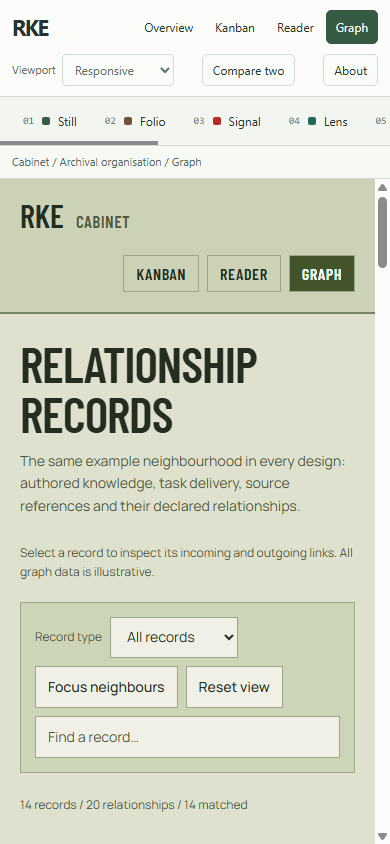 RKE
Overview Kanban Reader Graph
Viewport Responsive Compare two About
01 Still 02 Folio 03 Signal 04 Lens 05
Cabinet / Archival organisation / Graph
RKE CABINET
KANBAN READER GRAPH
RELATIONSHIP
RECORDS
The same example neighbourhood in every design:
authored knowledge, task delivery, source
references and their declared relationships.
Select a record to inspect its incoming and outgoing links. All
graph data is illustrative.
Record type All records
Focus neighbours Reset view
Find a record...
14 records / 20 relationships / 14 matched